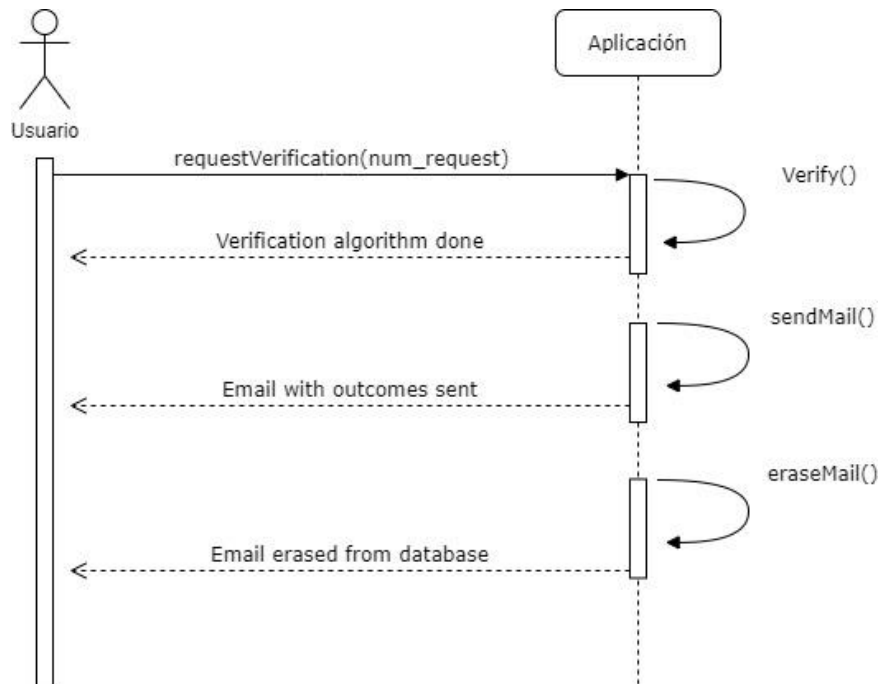 Aplicación
Usuario
requestVerification(num_request)
Verify()
Verification algorithm done
sendMail()
Email with outcomes sent
eraseMail()
Email erased from database